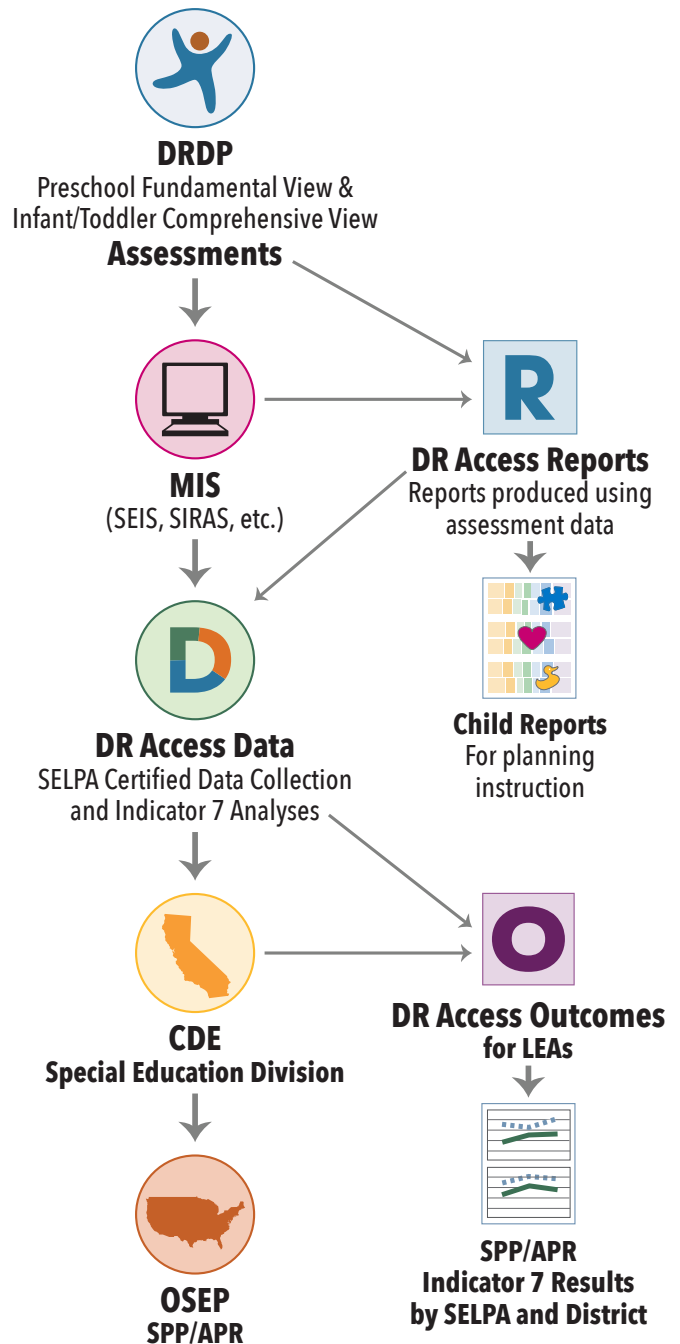 DRDP
Preschool Fundamental View &
Infant/Toddler Comprehensive View
Assessments
MIS
(SEIS, SIRAS, etc.)
R
DR Access Reports
Reports produced using
assessment data
Child Reports
For planning
instruction
D
DR Access Data
SELPA Certified Data Collection
and Indicator 7 Analyses
CDE
Special Education Division
O
DR Access Outcomes
for LEAs
OSEP
SPP/APR
SPP/APR
Indicator 7 Results
by SELPA and District